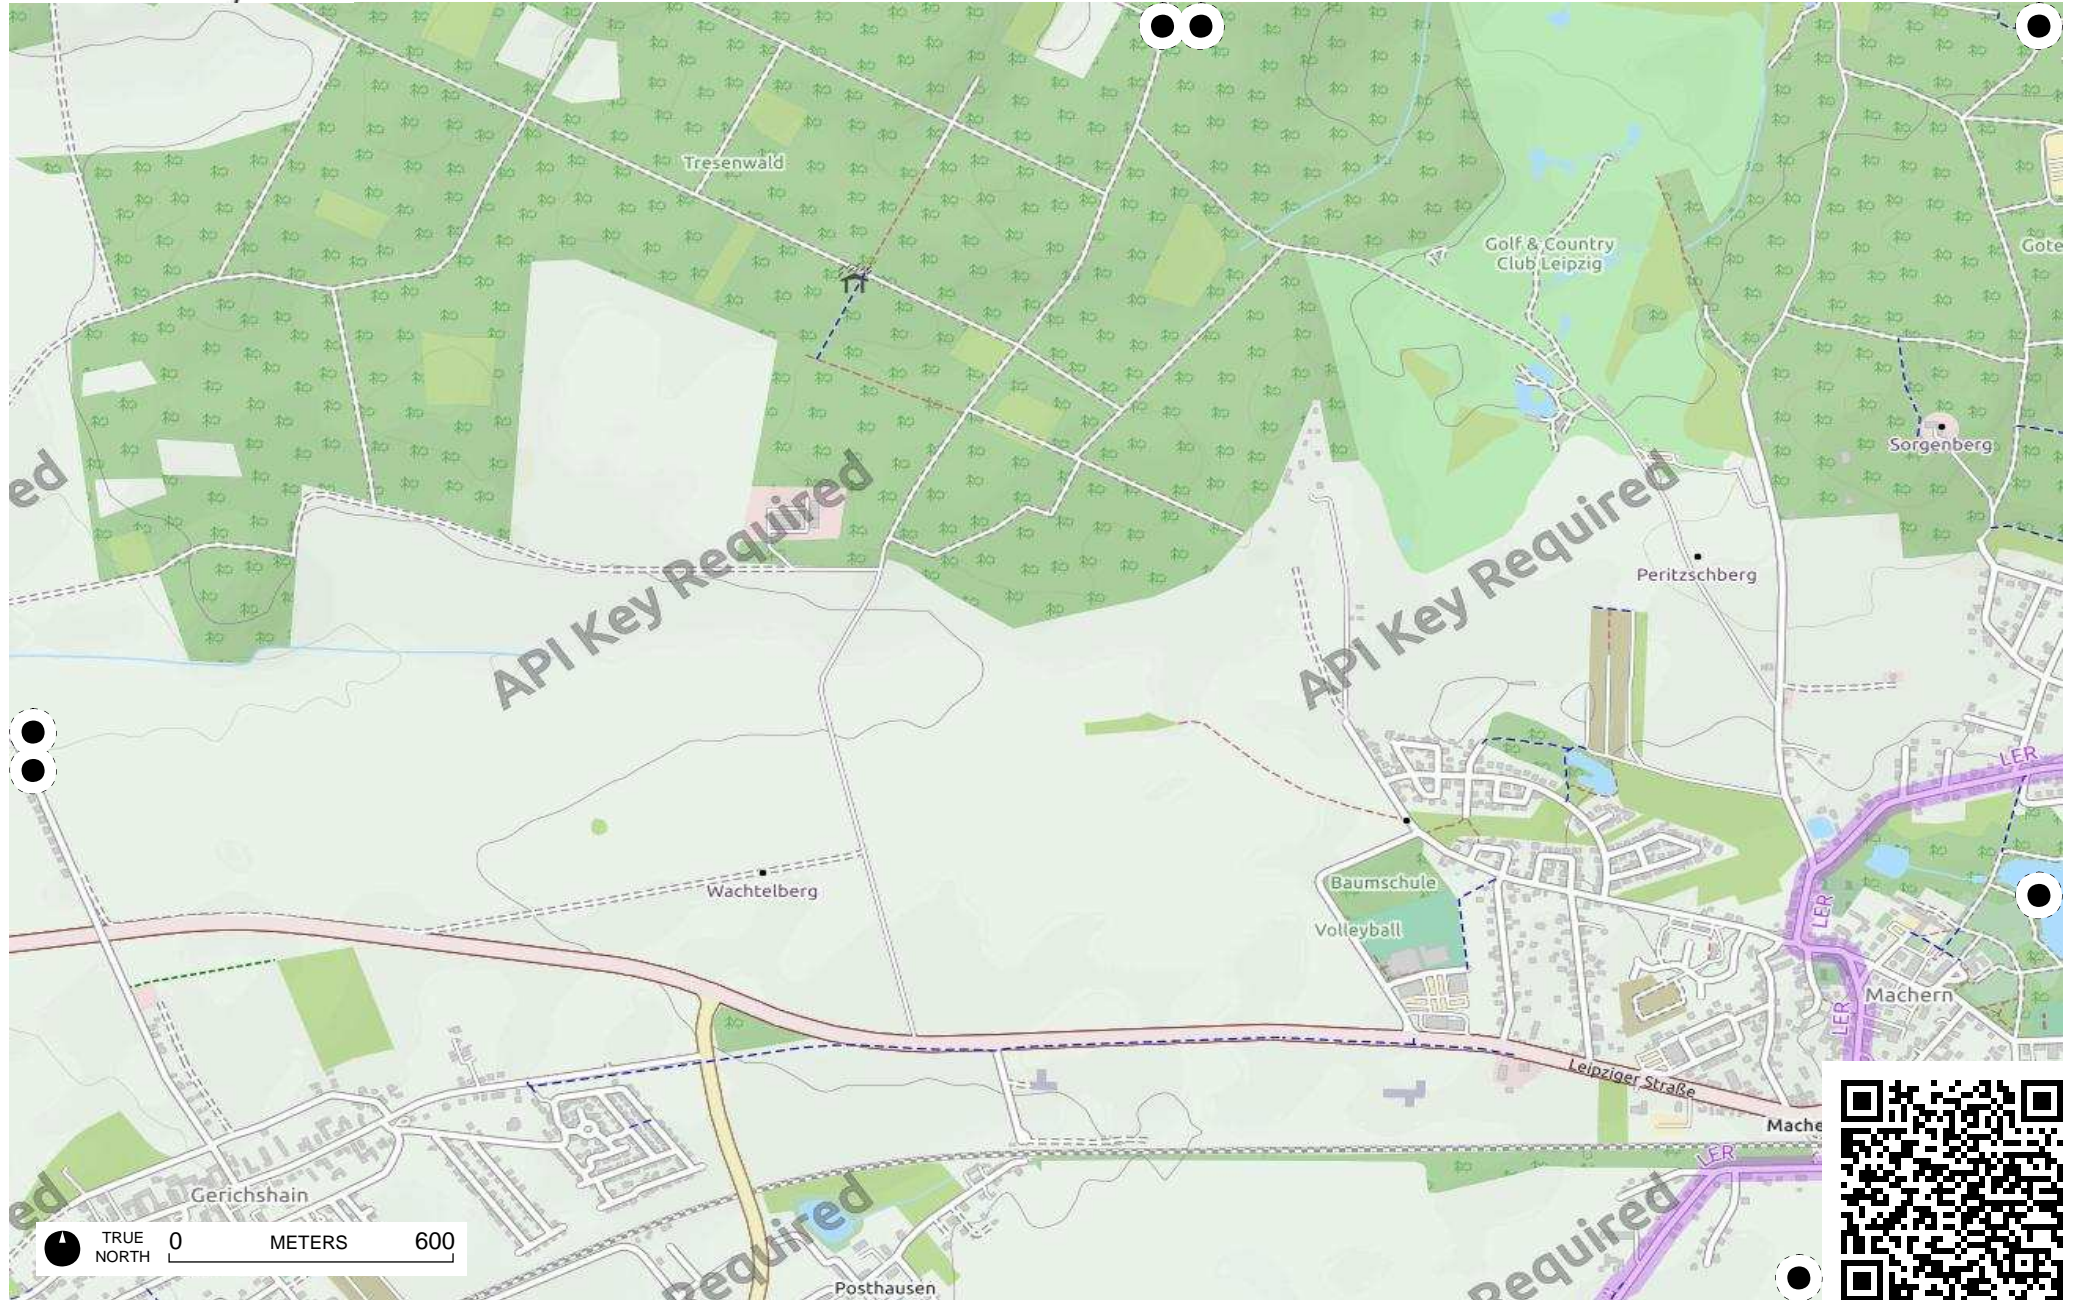 Tresenwald
Golf & Country
Club Leipzig
Gote
Sorgenberg
ed
API Key Required
API Key Required
Peritzschberg
LER
Baumschule
Wachtelberg
LER
Volleyball
Machern
LER
Leipziger Straße
Mache
LER
Gerichshain
ed
Required
Required
TRUE
NORTH
0 METERS 600
Posthausen